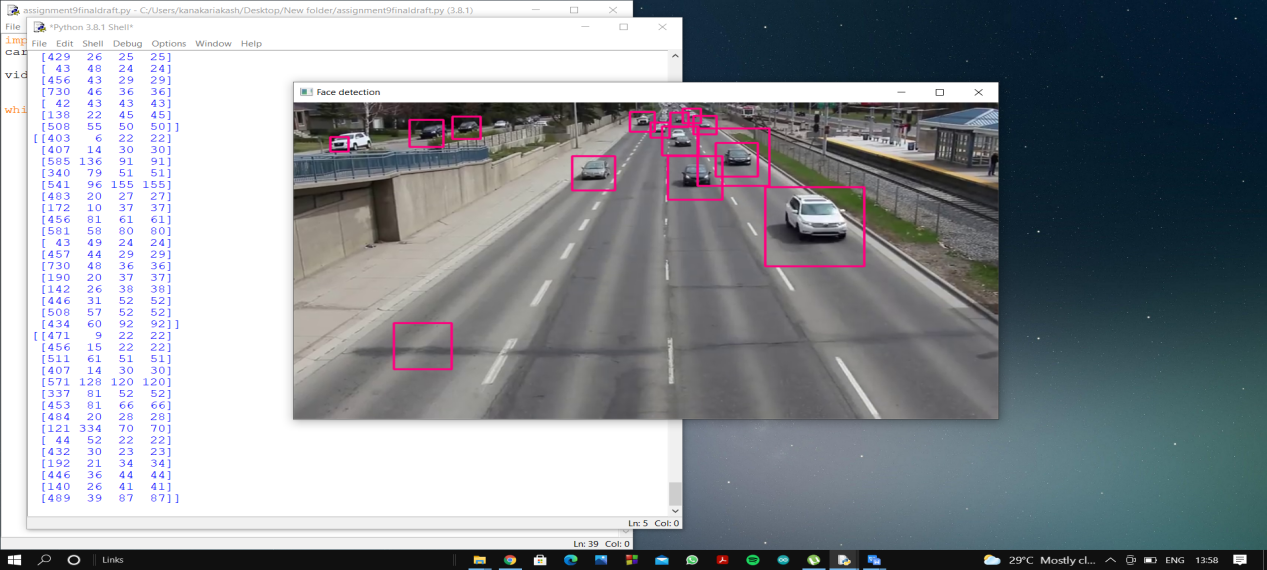 assignment9finaldraft.py - C:/Users/kanakariakash/Desktop/New folder/assignment9finaldraft.py (3.8.1)
File
*Python 3.8.1 Shell*
File Edit Shell Debug Options Window Help
imp
car
vid
whi
[429 26 25 25]
[ 43 48 24 24]
[456 43 29 29]
[730 46 36 36]
[ 42 43 43 43]
[138 22 45 45]
[508 55 50 50]]
[[403 6 22 22]
[407 14 30 30]
[585 136 91 91]
[340 79 51 51]
[541 96 155 155]
[483 20 27 27]
[172 10 37 37]
[456 81 61 61]
[581 58 80 80]
[ 43 49 24 24]
[457 44 29 29]
[730 48 36 36]
[190 20 37 37]
[142 26 38 38]
[446 31 52 52]
[508 57 52 52]
[434 60 92 92]]
[[471 9 22 22]
[456 15 22 22]
[511 61 51 51]
[407 14 30 30]
[571 128 120 120]
[337 81 52 52]
[453 81 66 66]
[484 20 28 28]
[121 334 70 70]
[ 44 52 22 22]
[432 30 23 23]
[192 21 34 34]
[446 36 44 44]
[140 26 41 41]
[489 39 87 87]]
Face detection
Ln: 5 Col: 0
Ln: 39 Col: 0
Links
29°C Mostly cl...
ENG
13:58